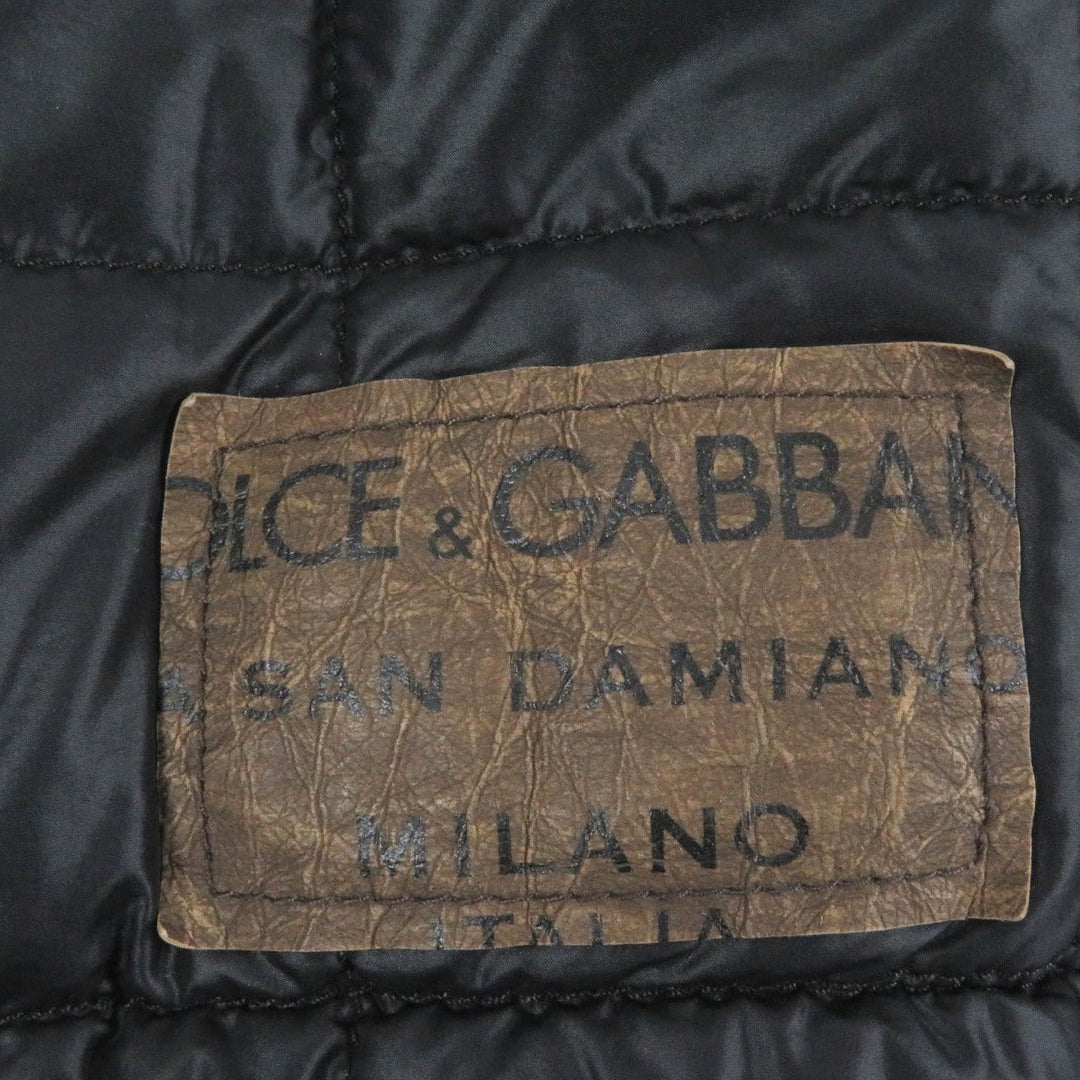 OLCE & GABBAN
A SAN DAMIANO
MILANO
ITALIA